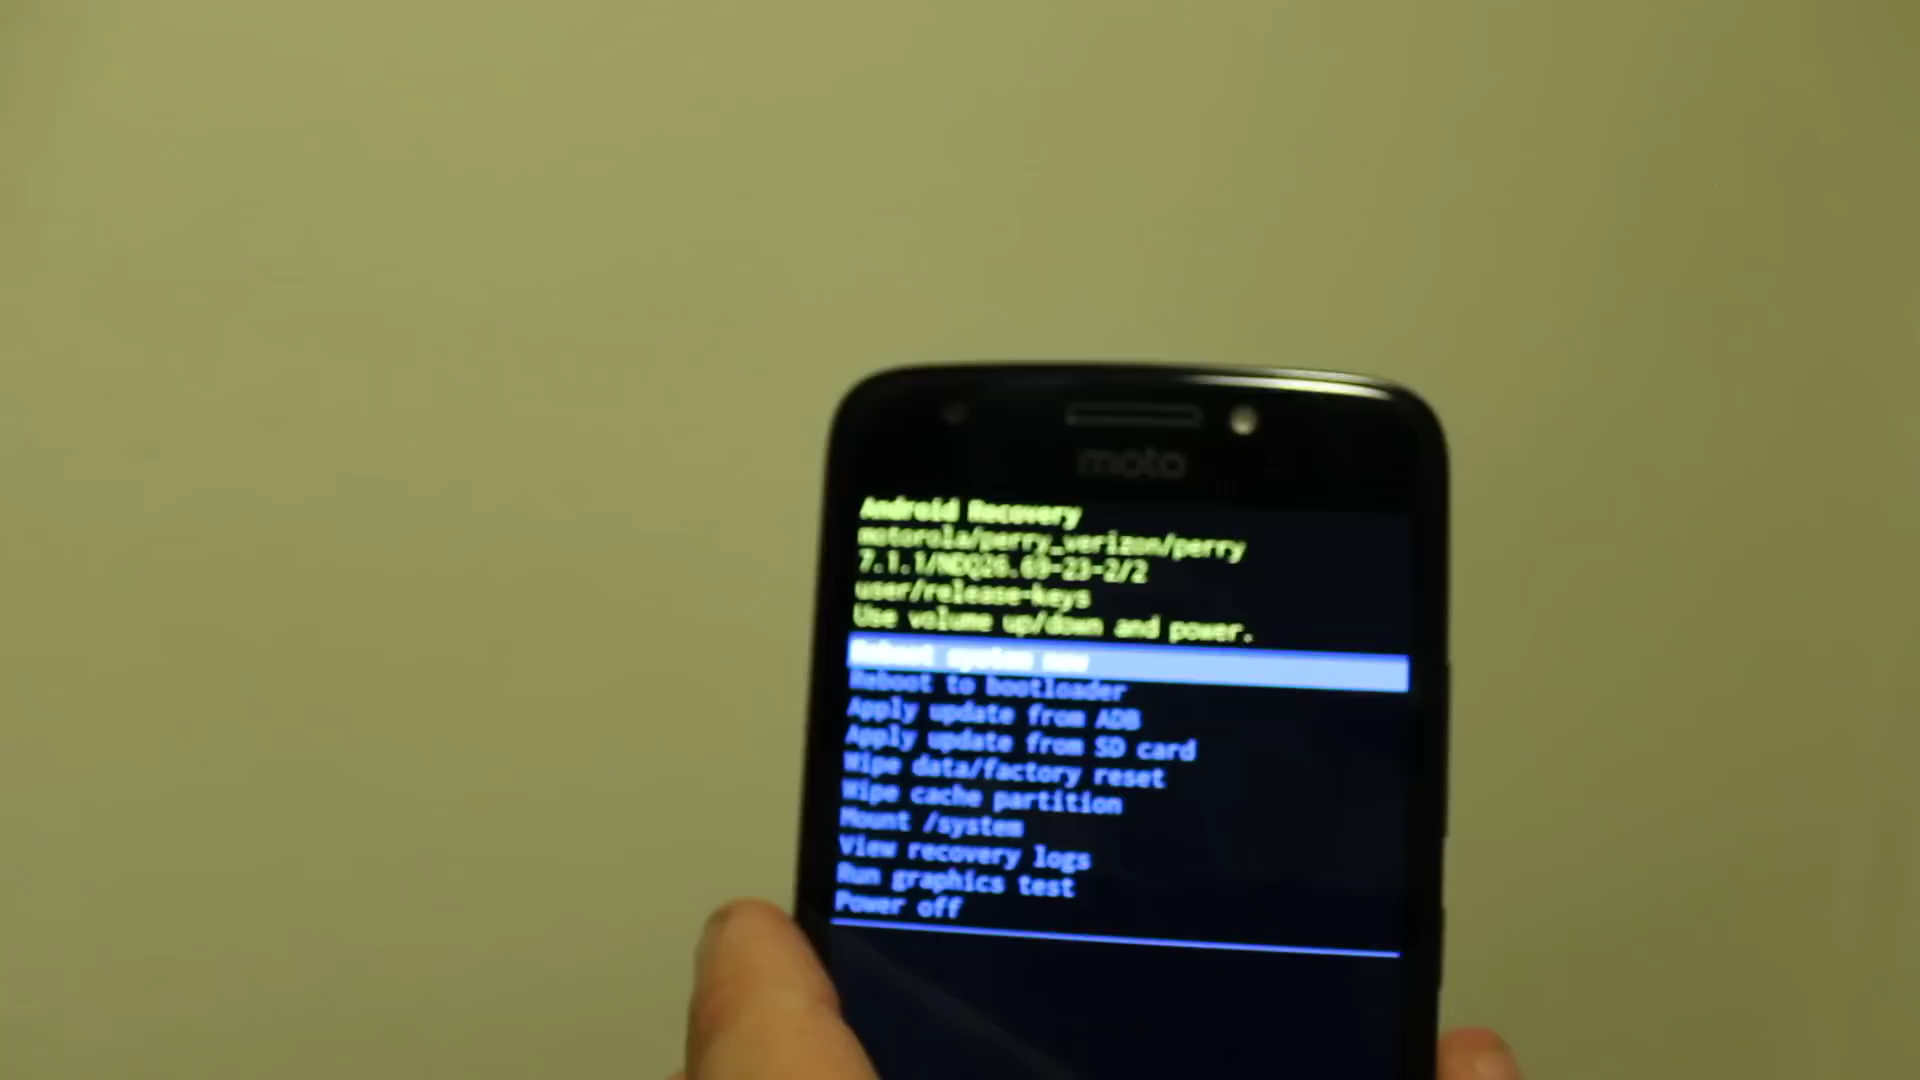 moto
Android Recovery
motorola/perry_verizon/perry
7.1.1/NDQ26.69-23-2/2
user/release-keys
Use volume up/down and power.
Reboot system now
Reboot to bootloader
Apply update from ADB
Apply update from SD card
Wipe data/factory reset
Wipe cache partition
Mount /system
View recovery logs
Run graphics test
Power off